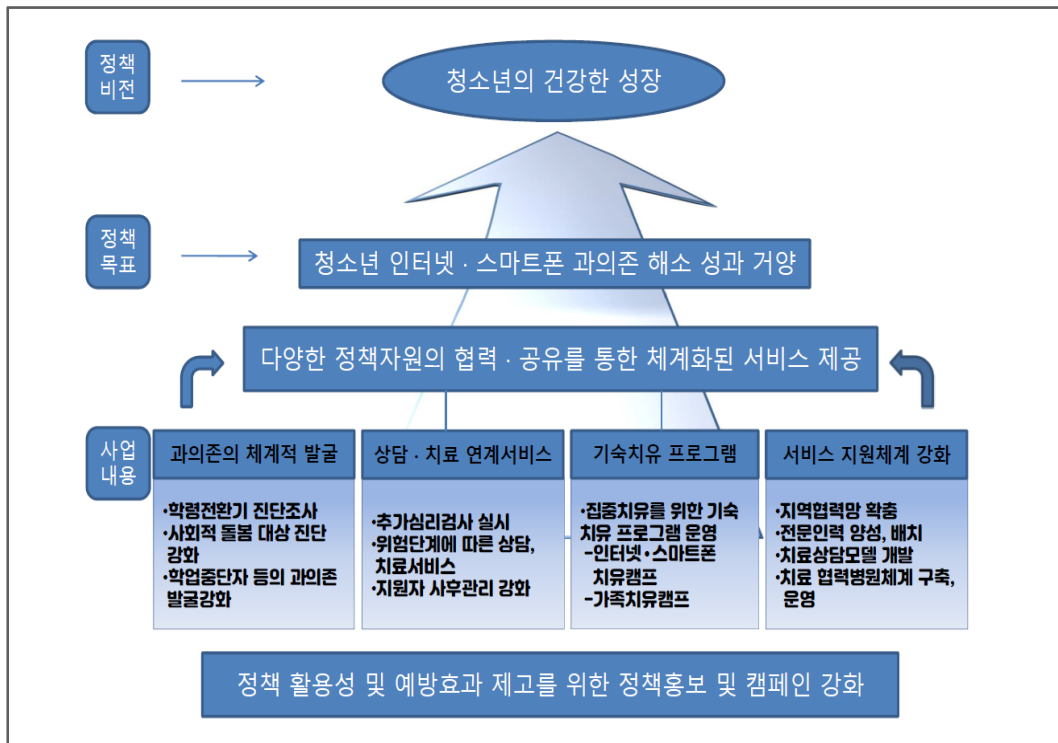 정책
비전
청소년의 건강한 성장
정책
목표
청소년 인터넷 · 스마트폰 과의존 해소 성과 거양
다양한 정책자원의 협력 · 공유를 통한 체계화된 서비스 제공
사업
내용
과의존의 체계적 발굴
·학령전환기 진단조사
·사회적 돌봄 대상 진단
강화
·학업중단자 등의 과의존
발굴강화
상담 · 치료 연계서비스
·추가심리검사 실시
·위험단계에 따른 상담,
치료서비스
·지원자 사후관리 강화
기숙치유 프로그램
·집중치유를 위한 기숙
치유 프로그램 운영
-인터넷·스마트폰
치유캠프
-가족치유캠프
서비스 지원체계 강화
·지역협력망 확충
·전문인력 양성, 배치
·치료상담모델 개발
·치료 협력병원체계 구축,
운영
정책 활용성 및 예방효과 제고를 위한 정책홍보 및 캠페인 강화